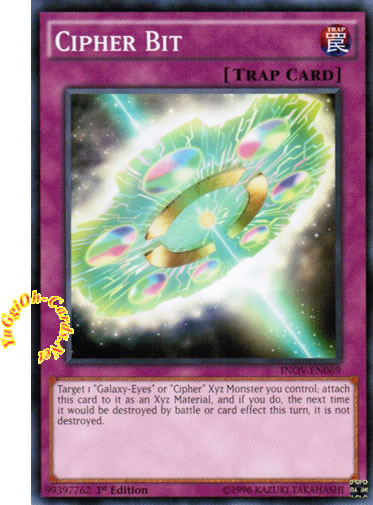 CIPHER BIT
TRAP
罠
[TRAP CARD]
YuGgiOh-Cards.Net
INOV-EN069
Target 1 "Galaxy-Eyes" or "Cipher" Xyz Monster you control; attach
this card to it as an Xyz Material, and if you do, the next time
it would be destroyed by battle or card effect this turn, it is not
destroyed.
99397762 1st Edition ©1996 KAZUKI TAKAHASHI